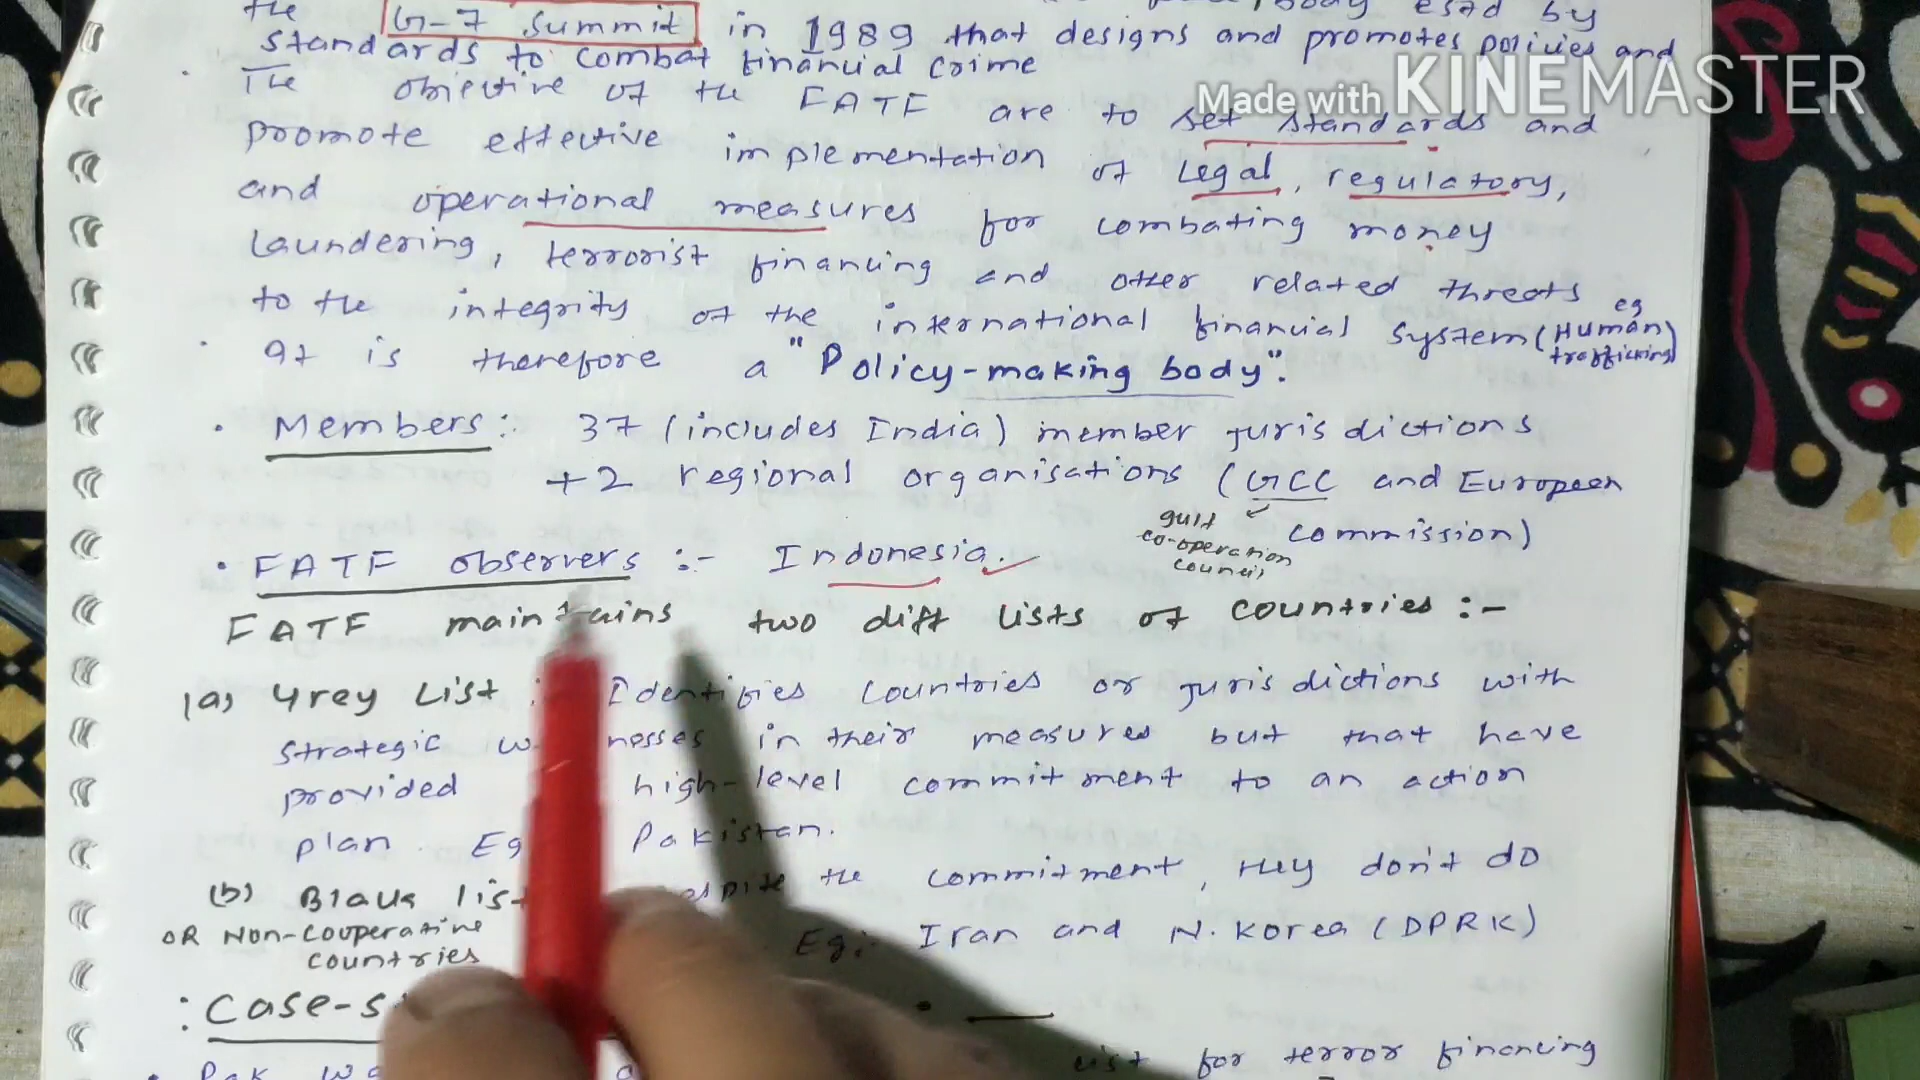 the G-7 summit in 1989 that designs and promotes policies and
body estd by
standards to combat financial crime
Made with KINEMASTER
The objective of the FATF are to set standards and
promote effective implementation of Legal, regulatory,
and operational measures for combating money
laundering, terrorist financing and other related threats
to the integrity of the international financial system (eg Human trafficking)
It is therefore a "Policy-making body".
Members: 37 (includes India) member jurisdictions
+2 regional organisations (GCC and European
gulf co-operation council
commission)
FATF observers :- Indonesia.
FATF maintains two diff lists of countries :-
(a) Grey List : Identifies countries or jurisdictions with
strategic in their measures but that have
provided high-level commitment to an action
plan. Eg Pakistan.
(b) Black list the commitment, they don't do
OR Non-cooperative Eg:- Iran and N. Korea (DPRK)
countries
: Case-
Pak for terror financing